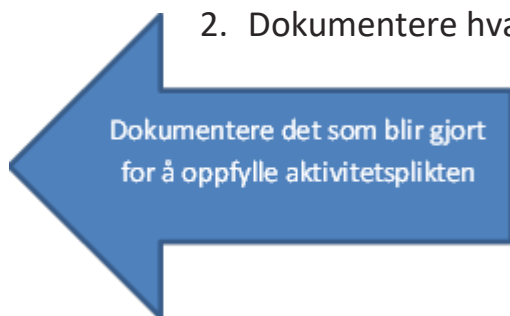 2. Dokumentere hva
Dokumentere det som blir gjort
for å oppfylle aktivitetsplikten